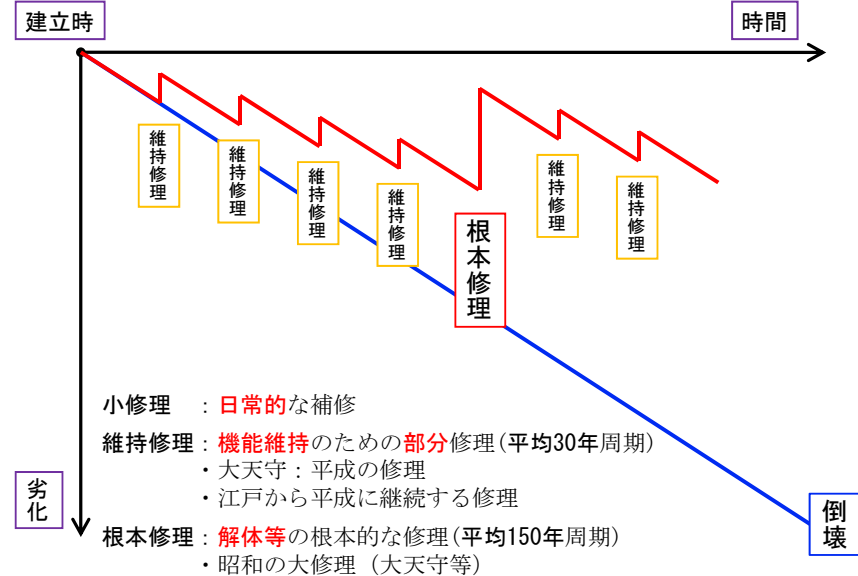 建立時
時間
維持修理
維持修理
維持修理
維持修理
根本修理
維持修理
維持修理
小修理　：日常的な補修
維持修理：機能維持のための部分修理(平均30年周期)
・大天守：平成の修理
・江戸から平成に継続する修理
根本修理：解体等の根本的な修理(平均150年周期)
・昭和の大修理（大天守等）
劣化
倒壊